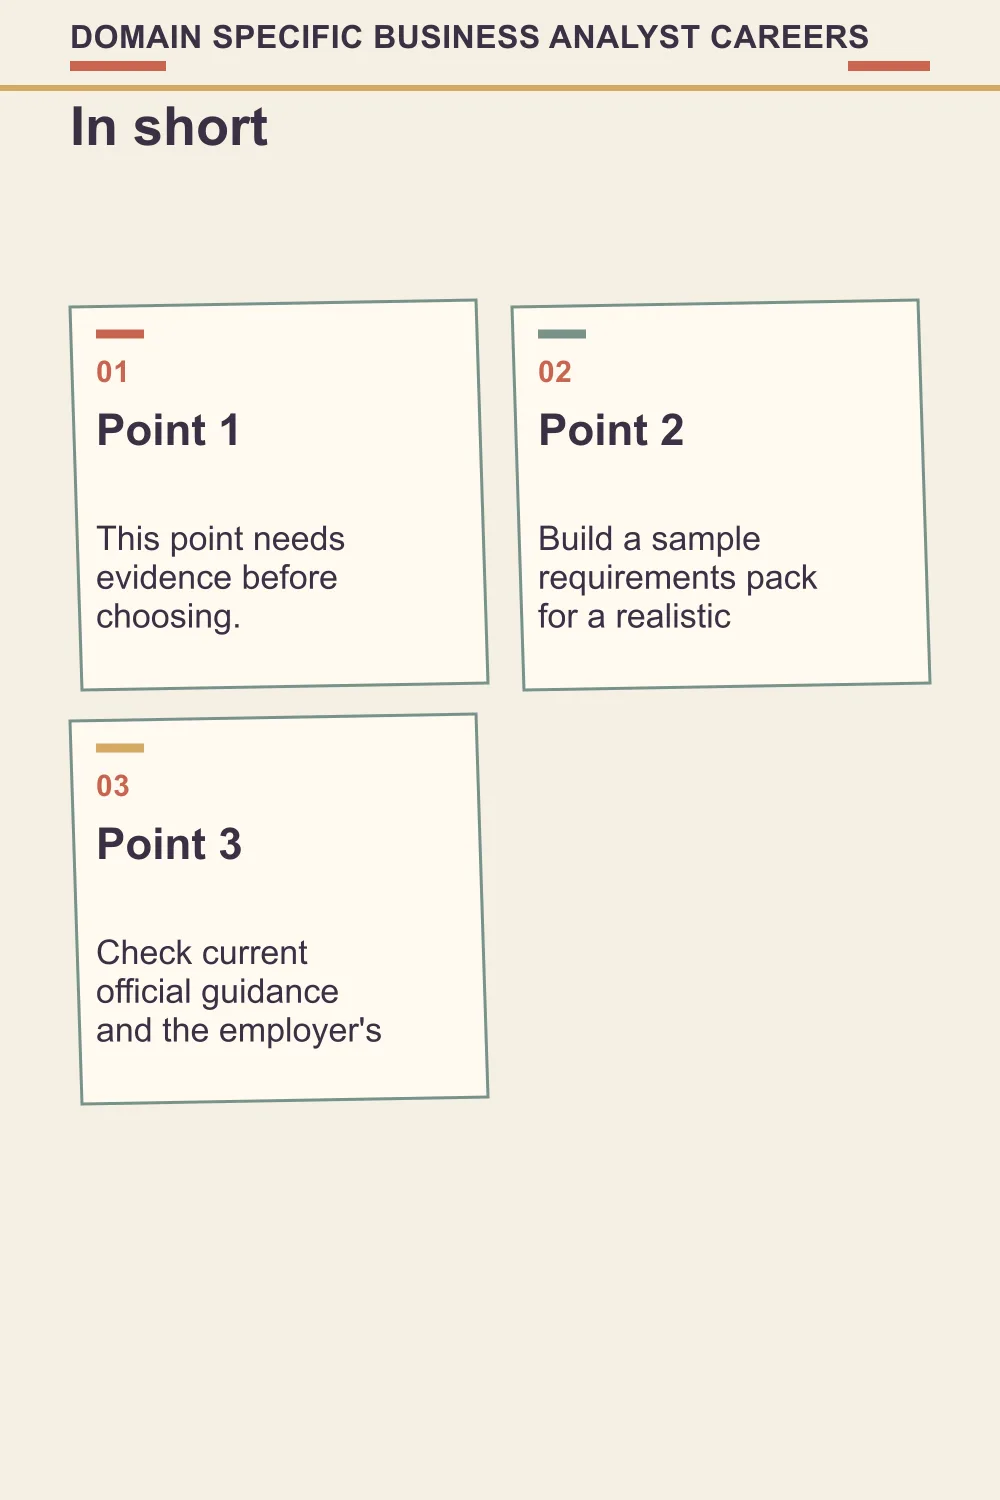 DOMAIN SPECIFIC BUSINESS ANALYST CAREERS
In short
01
Point 1
This point needs
evidence before
choosing.
02
Point 2
Build a sample
requirements pack
for a realistic
03
Point 3
Check current
official guidance
and the employer's